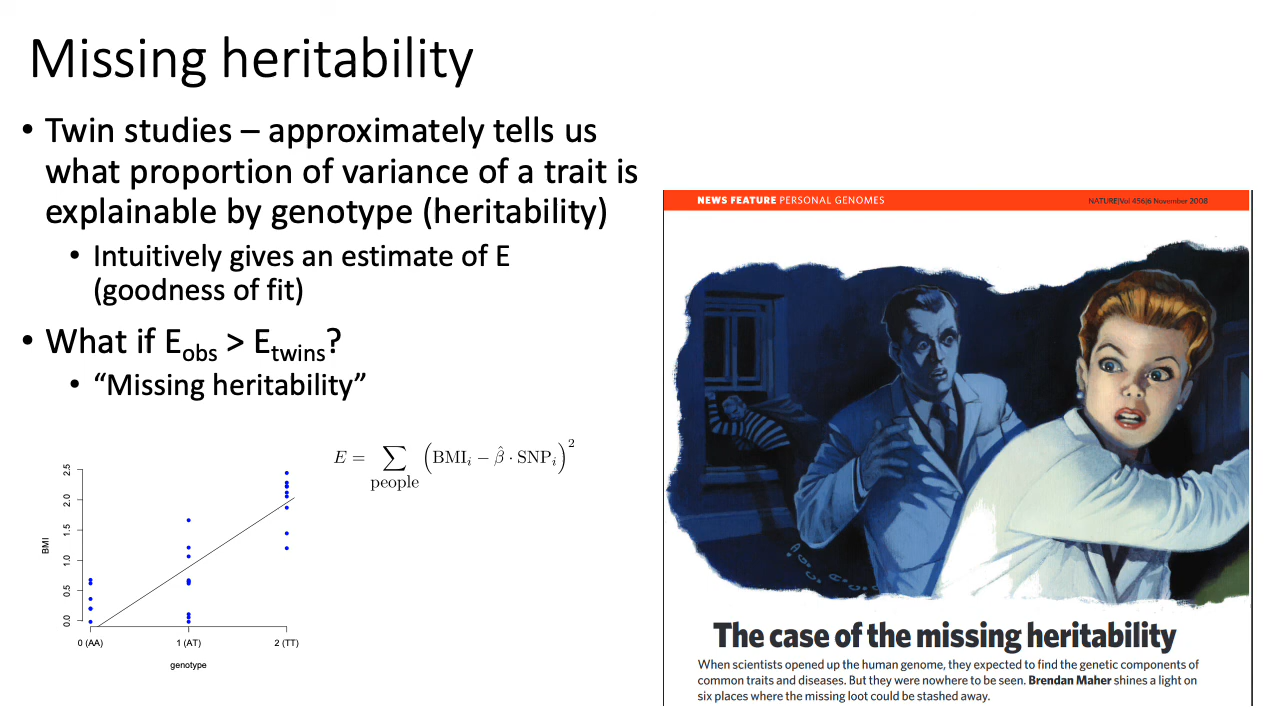 Missing heritability
• Twin studies – approximately tells us
what proportion of variance of a trait is
explainable by genotype (heritability)
• Intuitively gives an estimate of E
(goodness of fit)
• What if E_obs > E_twins?
• “Missing heritability”
E = ∑_people (BMI_i − β̂ · SNP_i)^2
2.5
2.0
1.5
1.0
0.5
0.0
BMI
0 (AA) 1 (AT) 2 (TT)
genotype
NEWS FEATURE PERSONAL GENOMES NATURE|Vol 456|6 November 2008
The case of the missing heritability
When scientists opened up the human genome, they expected to find the genetic components of
common traits and diseases. But they were nowhere to be seen. Brendan Maher shines a light on
six places where the missing loot could be stashed away.